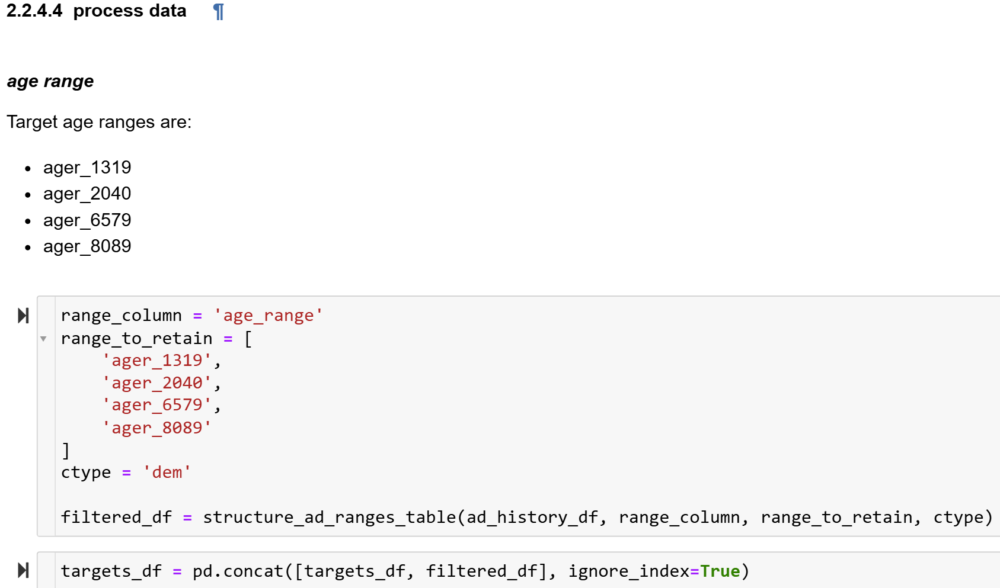 2.2.4.4 process data ¶
age range
Target age ranges are:
• ager_1319
• ager_2040
• ager_6579
• ager_8089
range_column = 'age_range'
range_to_retain = [
    'ager_1319',
    'ager_2040',
    'ager_6579',
    'ager_8089'
]
ctype = 'dem'
filtered_df = structure_ad_ranges_table(ad_history_df, range_column, range_to_retain, ctype)
targets_df = pd.concat([targets_df, filtered_df], ignore_index=True)